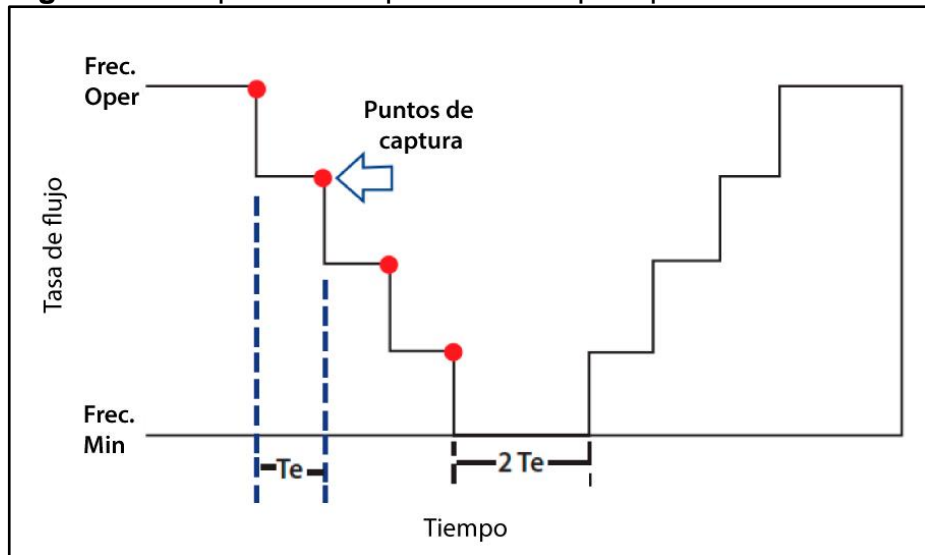 Frec.
Oper
Puntos de
captura
Tasa de flujo
Frec.
Min
Te
2 Te
Tiempo